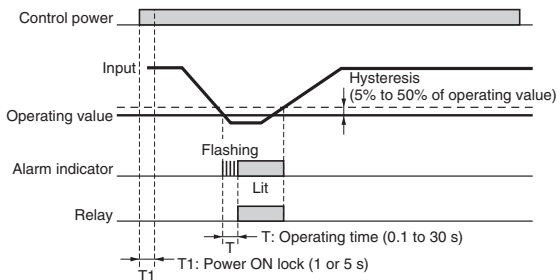 Control power
Input
Hysteresis
(5% to 50% of operating value)
Operating value
Flashing
Alarm indicator
Lit
Relay
T
T: Operating time (0.1 to 30 s)
T1
T1: Power ON lock (1 or 5 s)